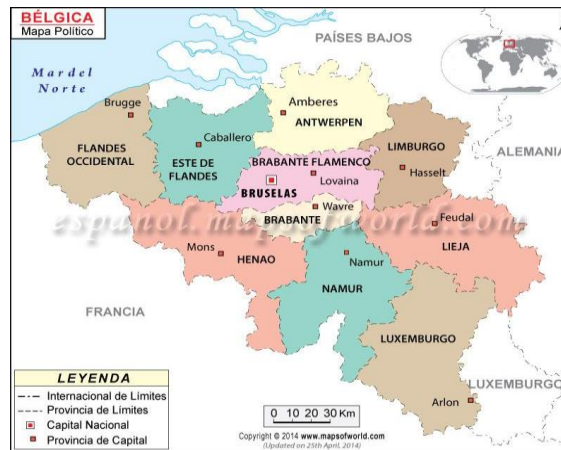 BÉLGICA
Mapa Político
PAÍSES BAJOS
Mar del
Norte
Brugge
Amberes
ANTWERPEN
Caballero
FLANDES
OCCIDENTAL
ESTE DE
FLANDES
LIMBURGO
ALEMANIA
BRABANTE FLAMENCO
Hasselt
Lovaina
BRUSELAS
Wavre
BRABANTE
Feudal
espanol.mapsofworld.com
LIEJA
Mons
HENAO
Namur
NAMUR
FRANCIA
LUXEMBURGO
LUXEMBURGO
Arlon
LEYENDA
Internacional de Límites
Provincia de Límites
Capital Nacional
Provincia de Capital
0 10 20 30 Km
Copyright © 2014 www.mapsofworld.com
(Updated on 25th April, 2014)